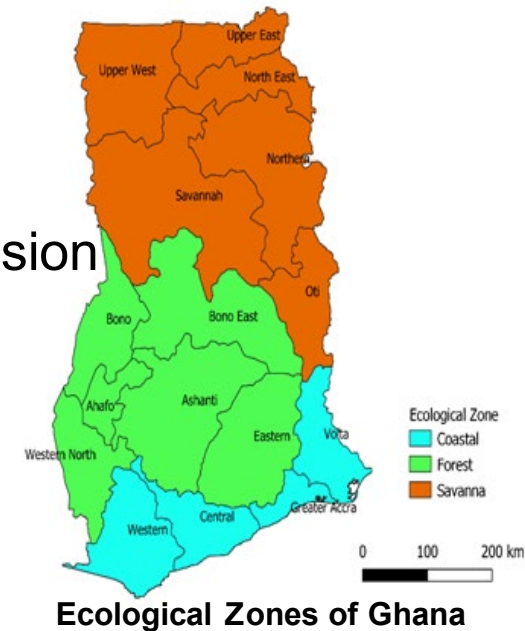 Upper East
Upper West
North East
Northern
Savannah
sion
Oti
Bono
Bono East
Ahafo
Ashanti
Eastern
Volta
Western North
Greater Accra
Central
Western
Ecological Zone
Coastal
Forest
Savanna
0 100 200 km
Ecological Zones of Ghana